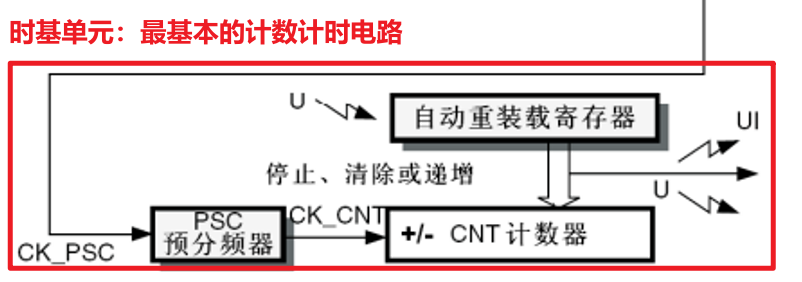 时基单元：最基本的计数计时电路
U
自动重装载寄存器
UI
停止、清除或递增
U
PSC
预分频器
CK_CNT
+/- CNT 计数器
CK_PSC